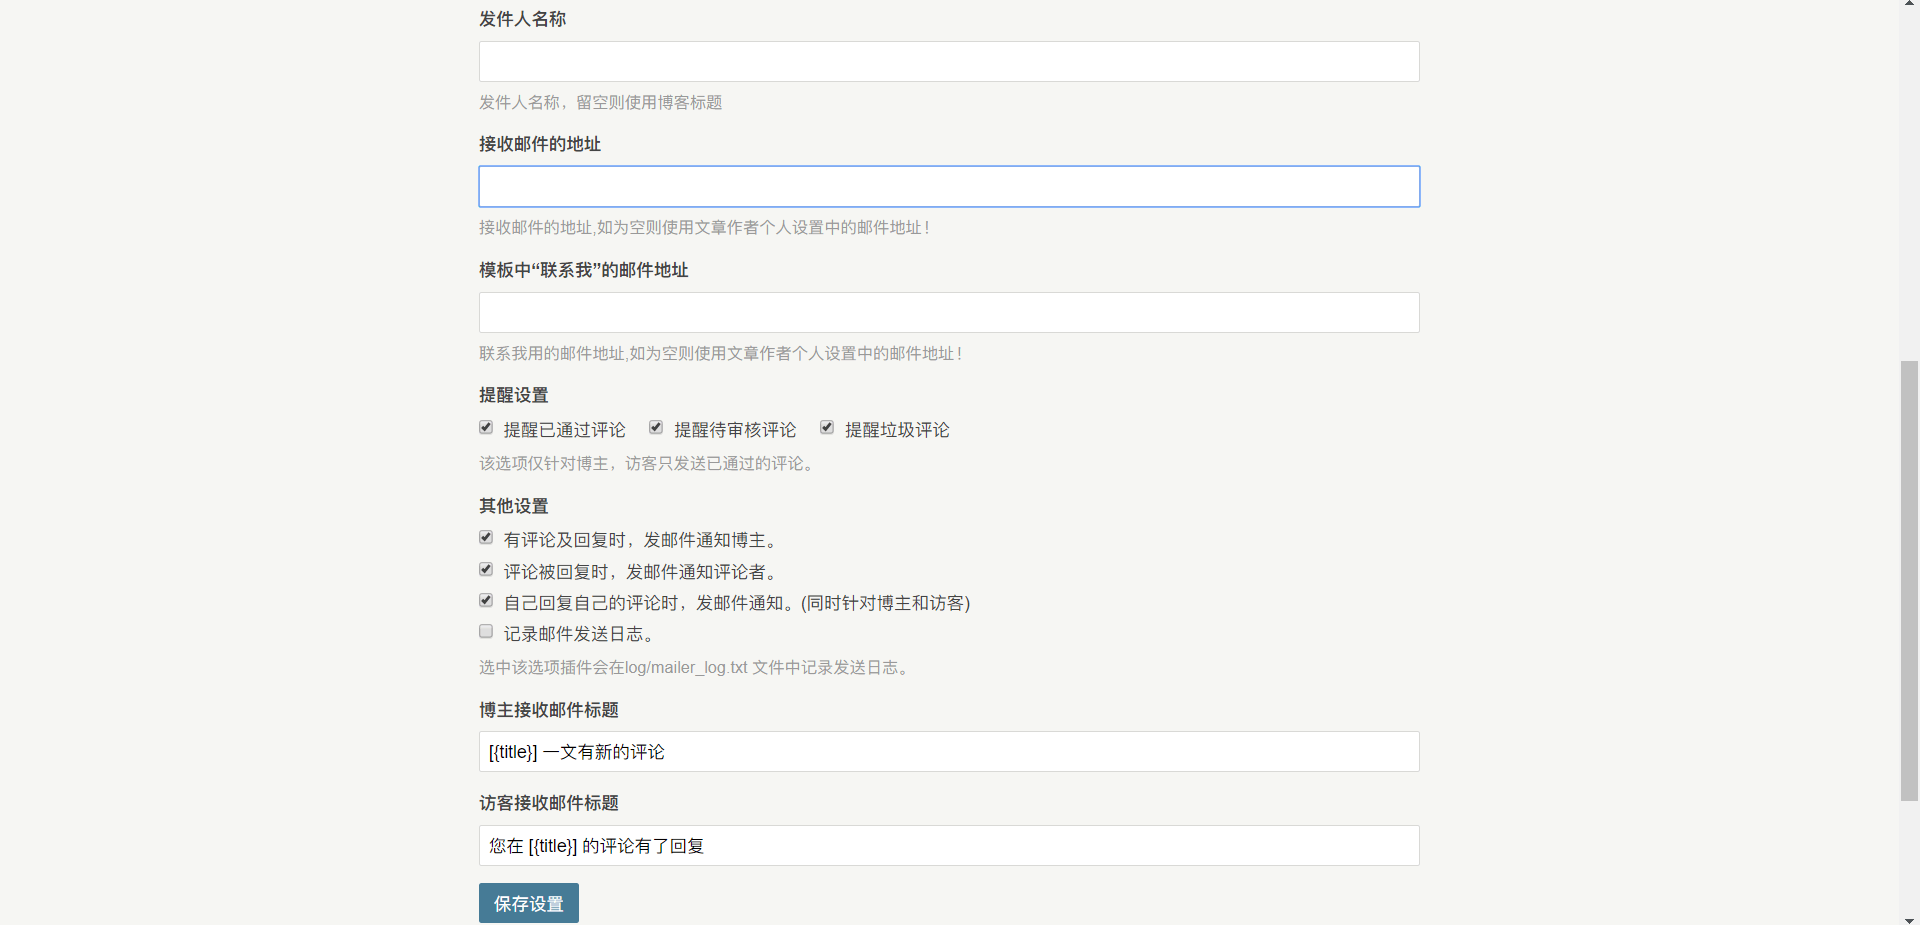 发件人名称
发件人名称，留空则使用博客标题
接收邮件的地址
接收邮件的地址,如为空则使用文章作者个人设置中的邮件地址！
模板中“联系我”的邮件地址
联系我用的邮件地址,如为空则使用文章作者个人设置中的邮件地址！
提醒设置
提醒已通过评论 提醒待审核评论 提醒垃圾评论
该选项仅针对博主，访客只发送已通过的评论。
其他设置
有评论及回复时，发邮件通知博主。
评论被回复时，发邮件通知评论者。
自己回复自己的评论时，发邮件通知。(同时针对博主和访客)
记录邮件发送日志。
选中该选项插件会在log/mailer_log.txt 文件中记录发送日志。
博主接收邮件标题
[{title}] 一文有新的评论
访客接收邮件标题
您在 [{title}] 的评论有了回复
保存设置